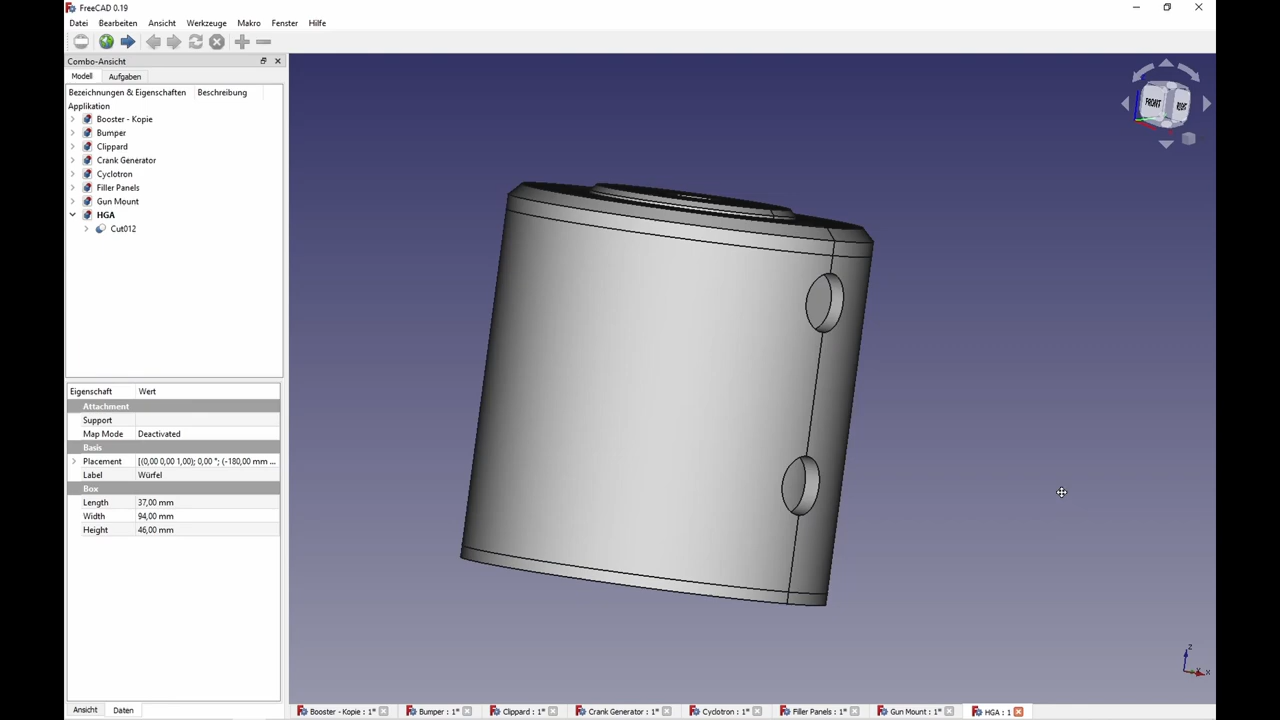 FreeCAD 0.19
Datei Bearbeiten Ansicht Werkzeuge Makro Fenster Hilfe
Combo-Ansicht
Modell Aufgaben
Bezeichnungen & Eigenschaften Beschreibung
Applikation
Booster - Kopie
Bumper
Clippard
Crank Generator
Cyclotron
Filler Panels
Gun Mount
HGA
Cut012
Eigenschaft Wert
Attachment
Support
Map Mode Deactivated
Basis
Placement [(0,00 0,00 1,00); 0,00 °; (-180,00 mm ...
Label Würfel
Box
Length 37,00 mm
Width 94,00 mm
Height 46,00 mm
Ansicht Daten
FRONT
Z
X
Booster - Kopie : 1* Bumper : 1* Clippard : 1* Crank Generator : 1* Cyclotron : 1* Filler Panels : 1* Gun Mount : 1* HGA : 1